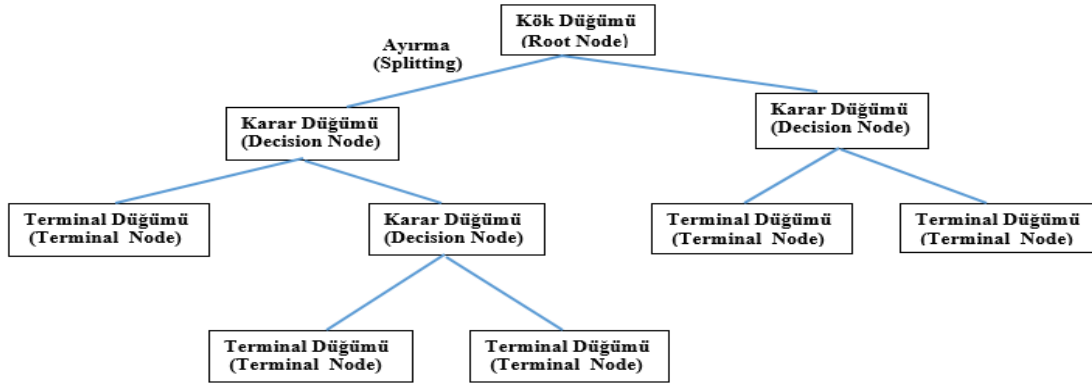 Kök Düğümü
(Root Node)
Ayırma
(Splitting)
Karar Düğümü
(Decision Node)
Karar Düğümü
(Decision Node)
Terminal Düğümü
(Terminal Node)
Karar Düğümü
(Decision Node)
Terminal Düğümü
(Terminal Node)
Terminal Düğümü
(Terminal Node)
Terminal Düğümü
(Terminal Node)
Terminal Düğümü
(Terminal Node)